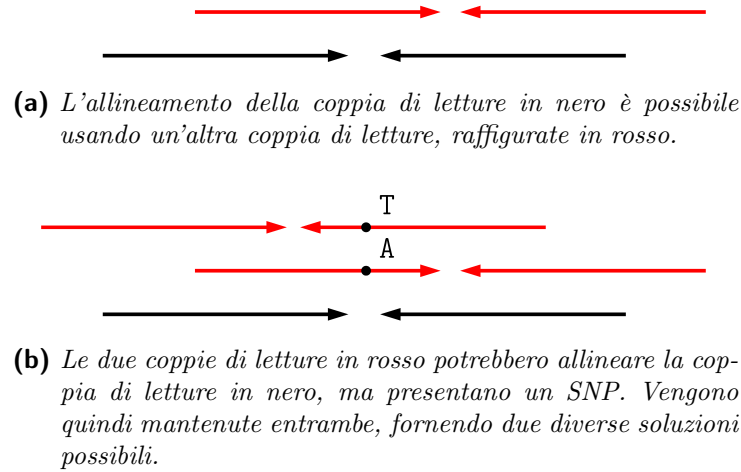 (a) L'allineamento della coppia di letture in nero è possibile
usando un'altra coppia di letture, raffigurate in rosso.
T
A
(b) Le due coppie di letture in rosso potrebbero allineare la cop-
pia di letture in nero, ma presentano un SNP. Vengono
quindi mantenute entrambe, fornendo due diverse soluzioni
possibili.